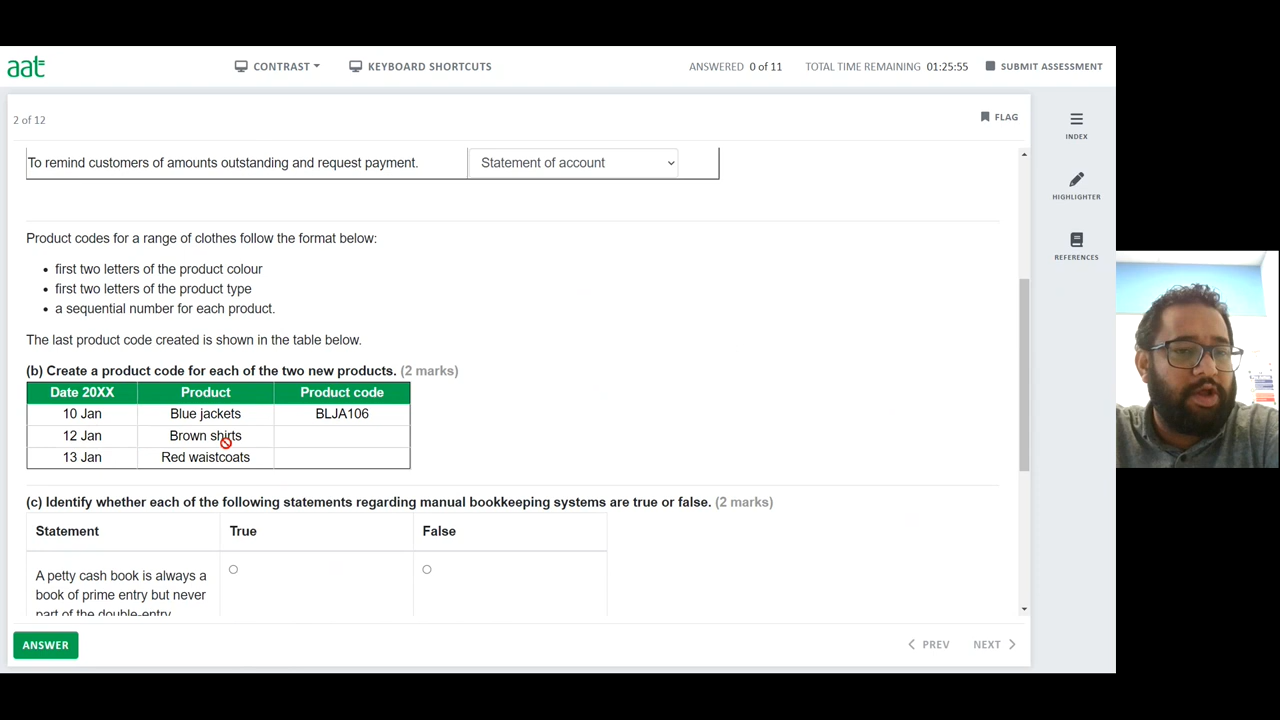 aat
CONTRAST
KEYBOARD SHORTCUTS
ANSWERED 0 of 11
TOTAL TIME REMAINING 01:25:55
SUBMIT ASSESSMENT
2 of 12
FLAG
INDEX
HIGHLIGHTER
REFERENCES
To remind customers of amounts outstanding and request payment. Statement of account
Product codes for a range of clothes follow the format below:
• first two letters of the product colour
• first two letters of the product type
• a sequential number for each product.
The last product code created is shown in the table below.
(b) Create a product code for each of the two new products. (2 marks)
Date 20XX Product Product code
10 Jan Blue jackets BLJA106
12 Jan Brown shirts
13 Jan Red waistcoats
(c) Identify whether each of the following statements regarding manual bookkeeping systems are true or false. (2 marks)
Statement True False
A petty cash book is always a
book of prime entry but never
part of the double-entry
ANSWER
PREV
NEXT